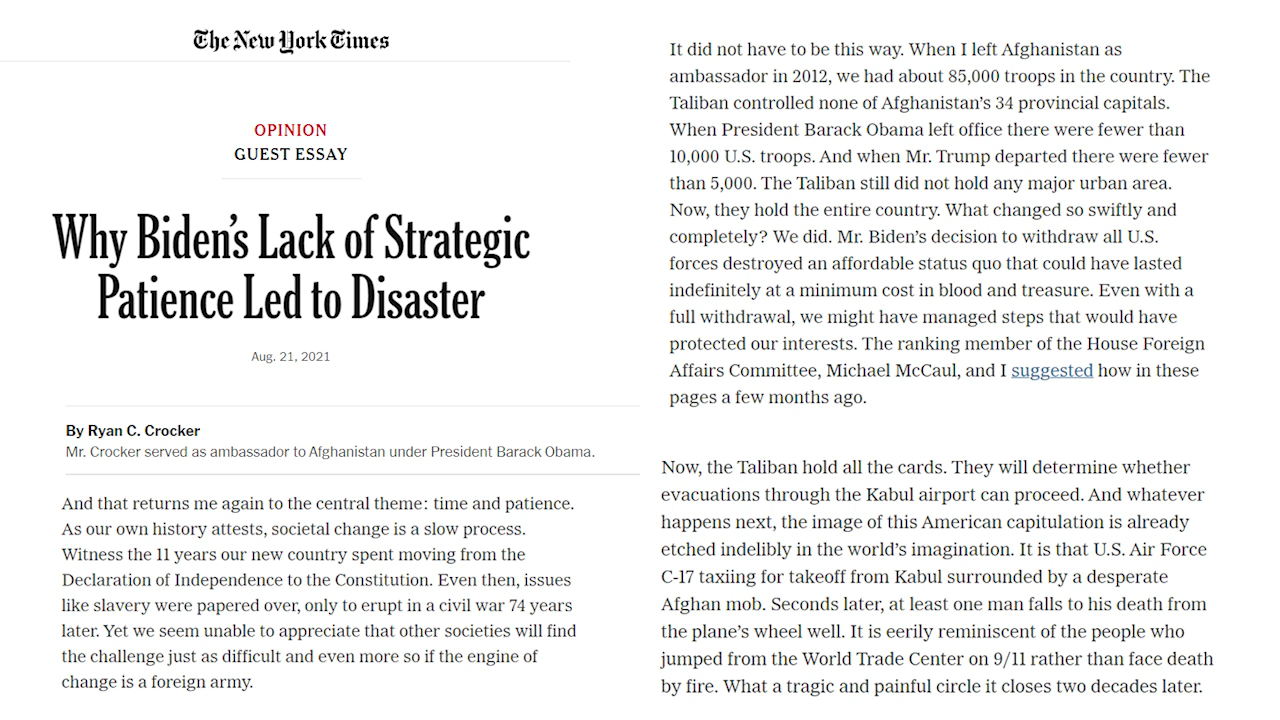 The New York Times
OPINION
GUEST ESSAY
Why Biden’s Lack of Strategic
Patience Led to Disaster
Aug. 21, 2021
By Ryan C. Crocker
Mr. Crocker served as ambassador to Afghanistan under President Barack Obama.
And that returns me again to the central theme: time and patience.
As our own history attests, societal change is a slow process.
Witness the 11 years our new country spent moving from the
Declaration of Independence to the Constitution. Even then, issues
like slavery were papered over, only to erupt in a civil war 74 years
later. Yet we seem unable to appreciate that other societies will find
the challenge just as difficult and even more so if the engine of
change is a foreign army.
It did not have to be this way. When I left Afghanistan as
ambassador in 2012, we had about 85,000 troops in the country. The
Taliban controlled none of Afghanistan’s 34 provincial capitals.
When President Barack Obama left office there were fewer than
10,000 U.S. troops. And when Mr. Trump departed there were fewer
than 5,000. The Taliban still did not hold any major urban area.
Now, they hold the entire country. What changed so swiftly and
completely? We did. Mr. Biden’s decision to withdraw all U.S.
forces destroyed an affordable status quo that could have lasted
indefinitely at a minimum cost in blood and treasure. Even with a
full withdrawal, we might have managed steps that would have
protected our interests. The ranking member of the House Foreign
Affairs Committee, Michael McCaul, and I suggested how in these
pages a few months ago.
Now, the Taliban hold all the cards. They will determine whether
evacuations through the Kabul airport can proceed. And whatever
happens next, the image of this American capitulation is already
etched indelibly in the world’s imagination. It is that U.S. Air Force
C-17 taxiing for takeoff from Kabul surrounded by a desperate
Afghan mob. Seconds later, at least one man falls to his death from
the plane’s wheel well. It is eerily reminiscent of the people who
jumped from the World Trade Center on 9/11 rather than face death
by fire. What a tragic and painful circle it closes two decades later.